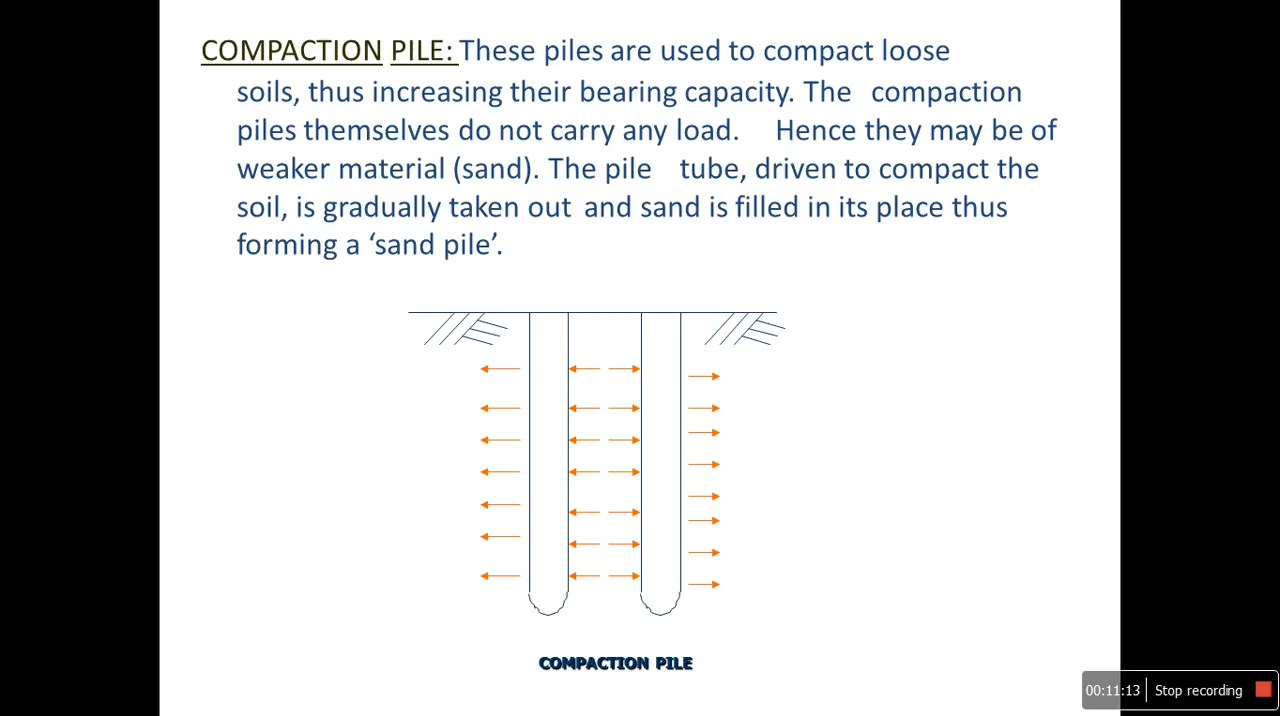 COMPACTION PILE: These piles are used to compact loose
soils, thus increasing their bearing capacity. The compaction
piles themselves do not carry any load. Hence they may be of
weaker material (sand). The pile tube, driven to compact the
soil, is gradually taken out and sand is filled in its place thus
forming a ‘sand pile’.
COMPACTION PILE
00:11:13 Stop recording